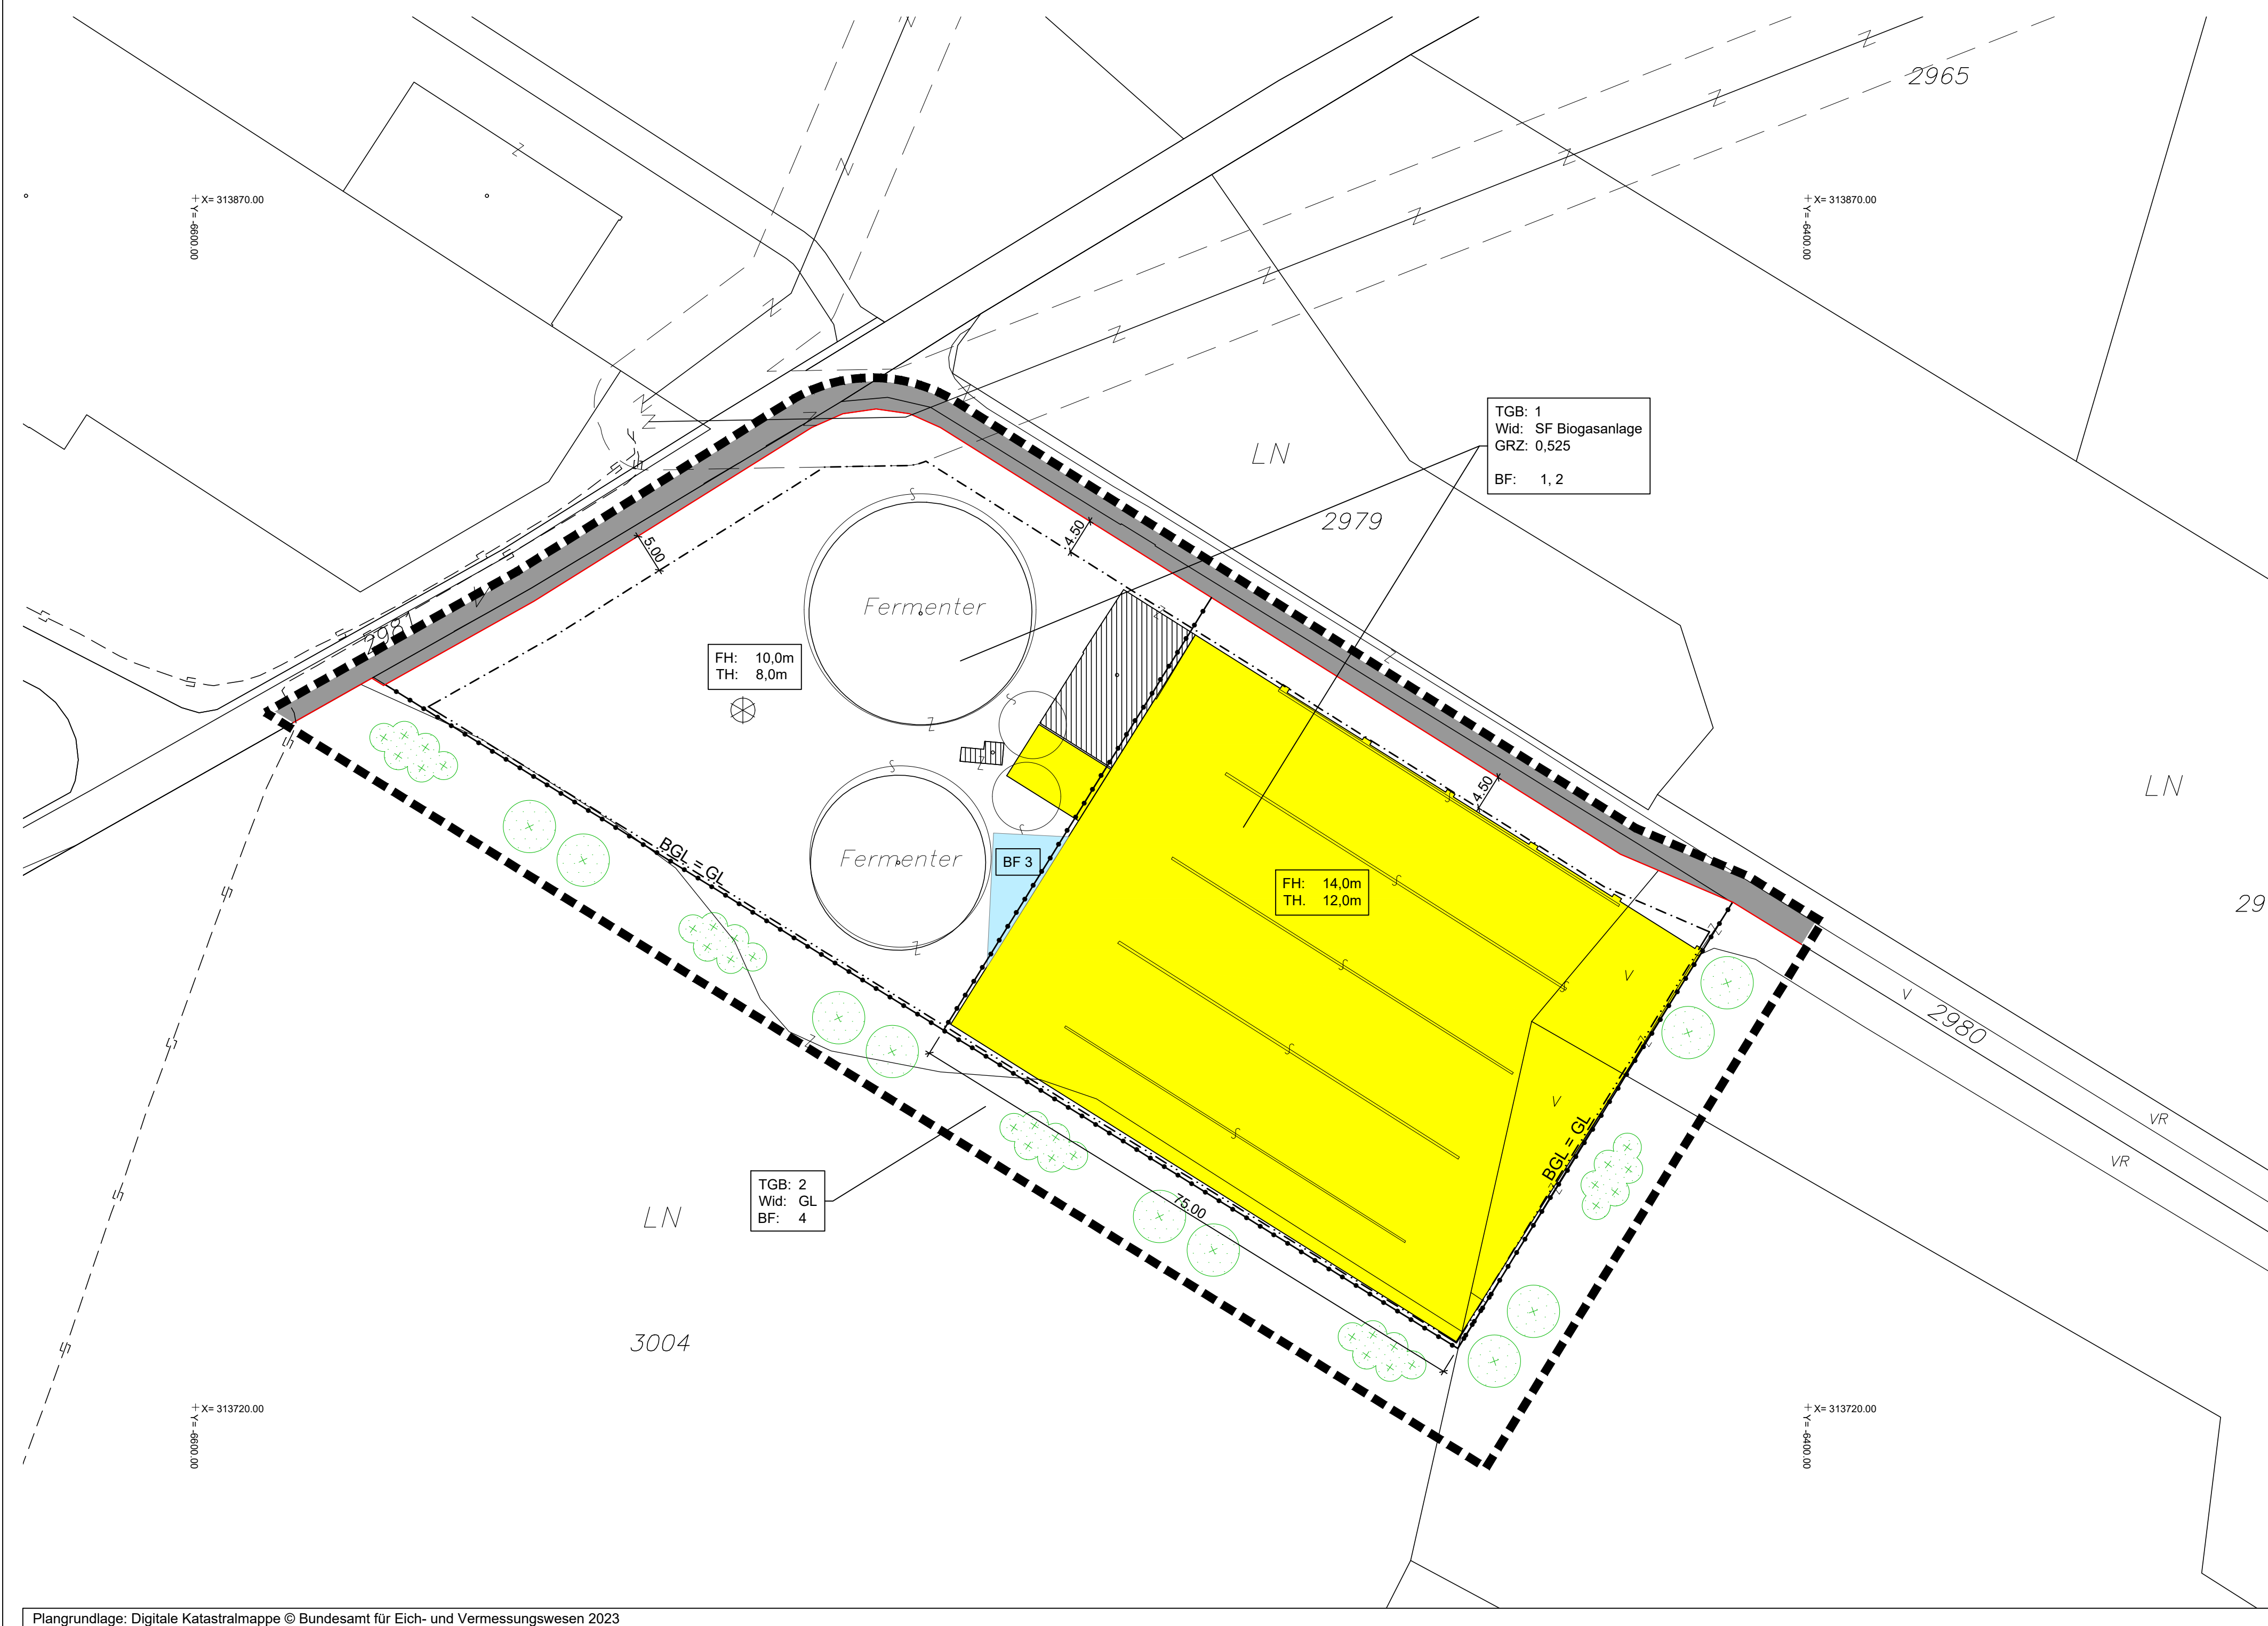 2965
X= 313870.00
Y= -6600.00
X= 313870.00
Y= -6400.00
TGB: 1
Wid: SF Biogasanlage
GRZ: 0,525
BF: 1, 2
LN
2979
4.50
5.00
Fermenter
2981
FH: 10,0m
TH: 8,0m
LN
4.50
BGL = GL
Fermenter
BF 3
FH: 14,0m
TH. 12,0m
29
V
V
2980
V
VR
VR
BGL = GL
TGB: 2
Wid: GL
BF: 4
75.00
LN
3004
X= 313720.00
Y= -6600.00
X= 313720.00
Y= -6400.00
Plangrundlage: Digitale Katastralmappe © Bundesamt für Eich- und Vermessungswesen 2023